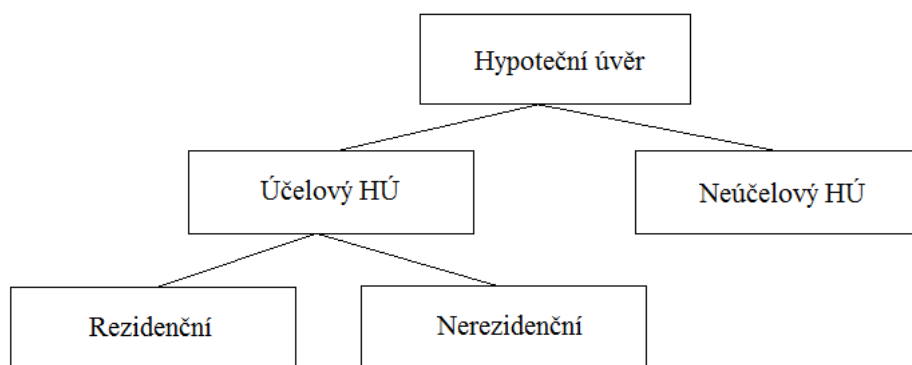 Hypoteční úvěr
Účelový HÚ
Neúčelový HÚ
Rezidenční
Nerezidenční